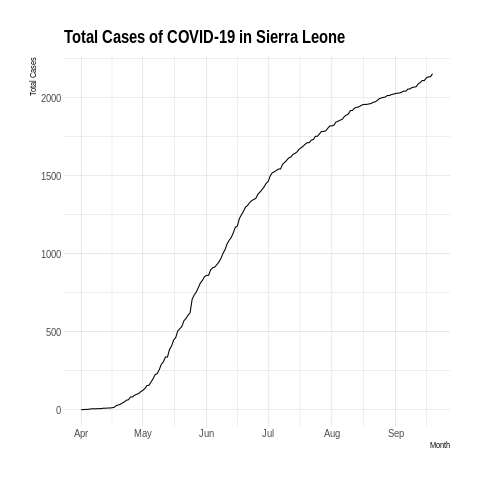 Total Cases of COVID-19 in Sierra Leone
Total Cases
2000
1500
1000
500
0
Apr May Jun Jul Aug Sep
Month